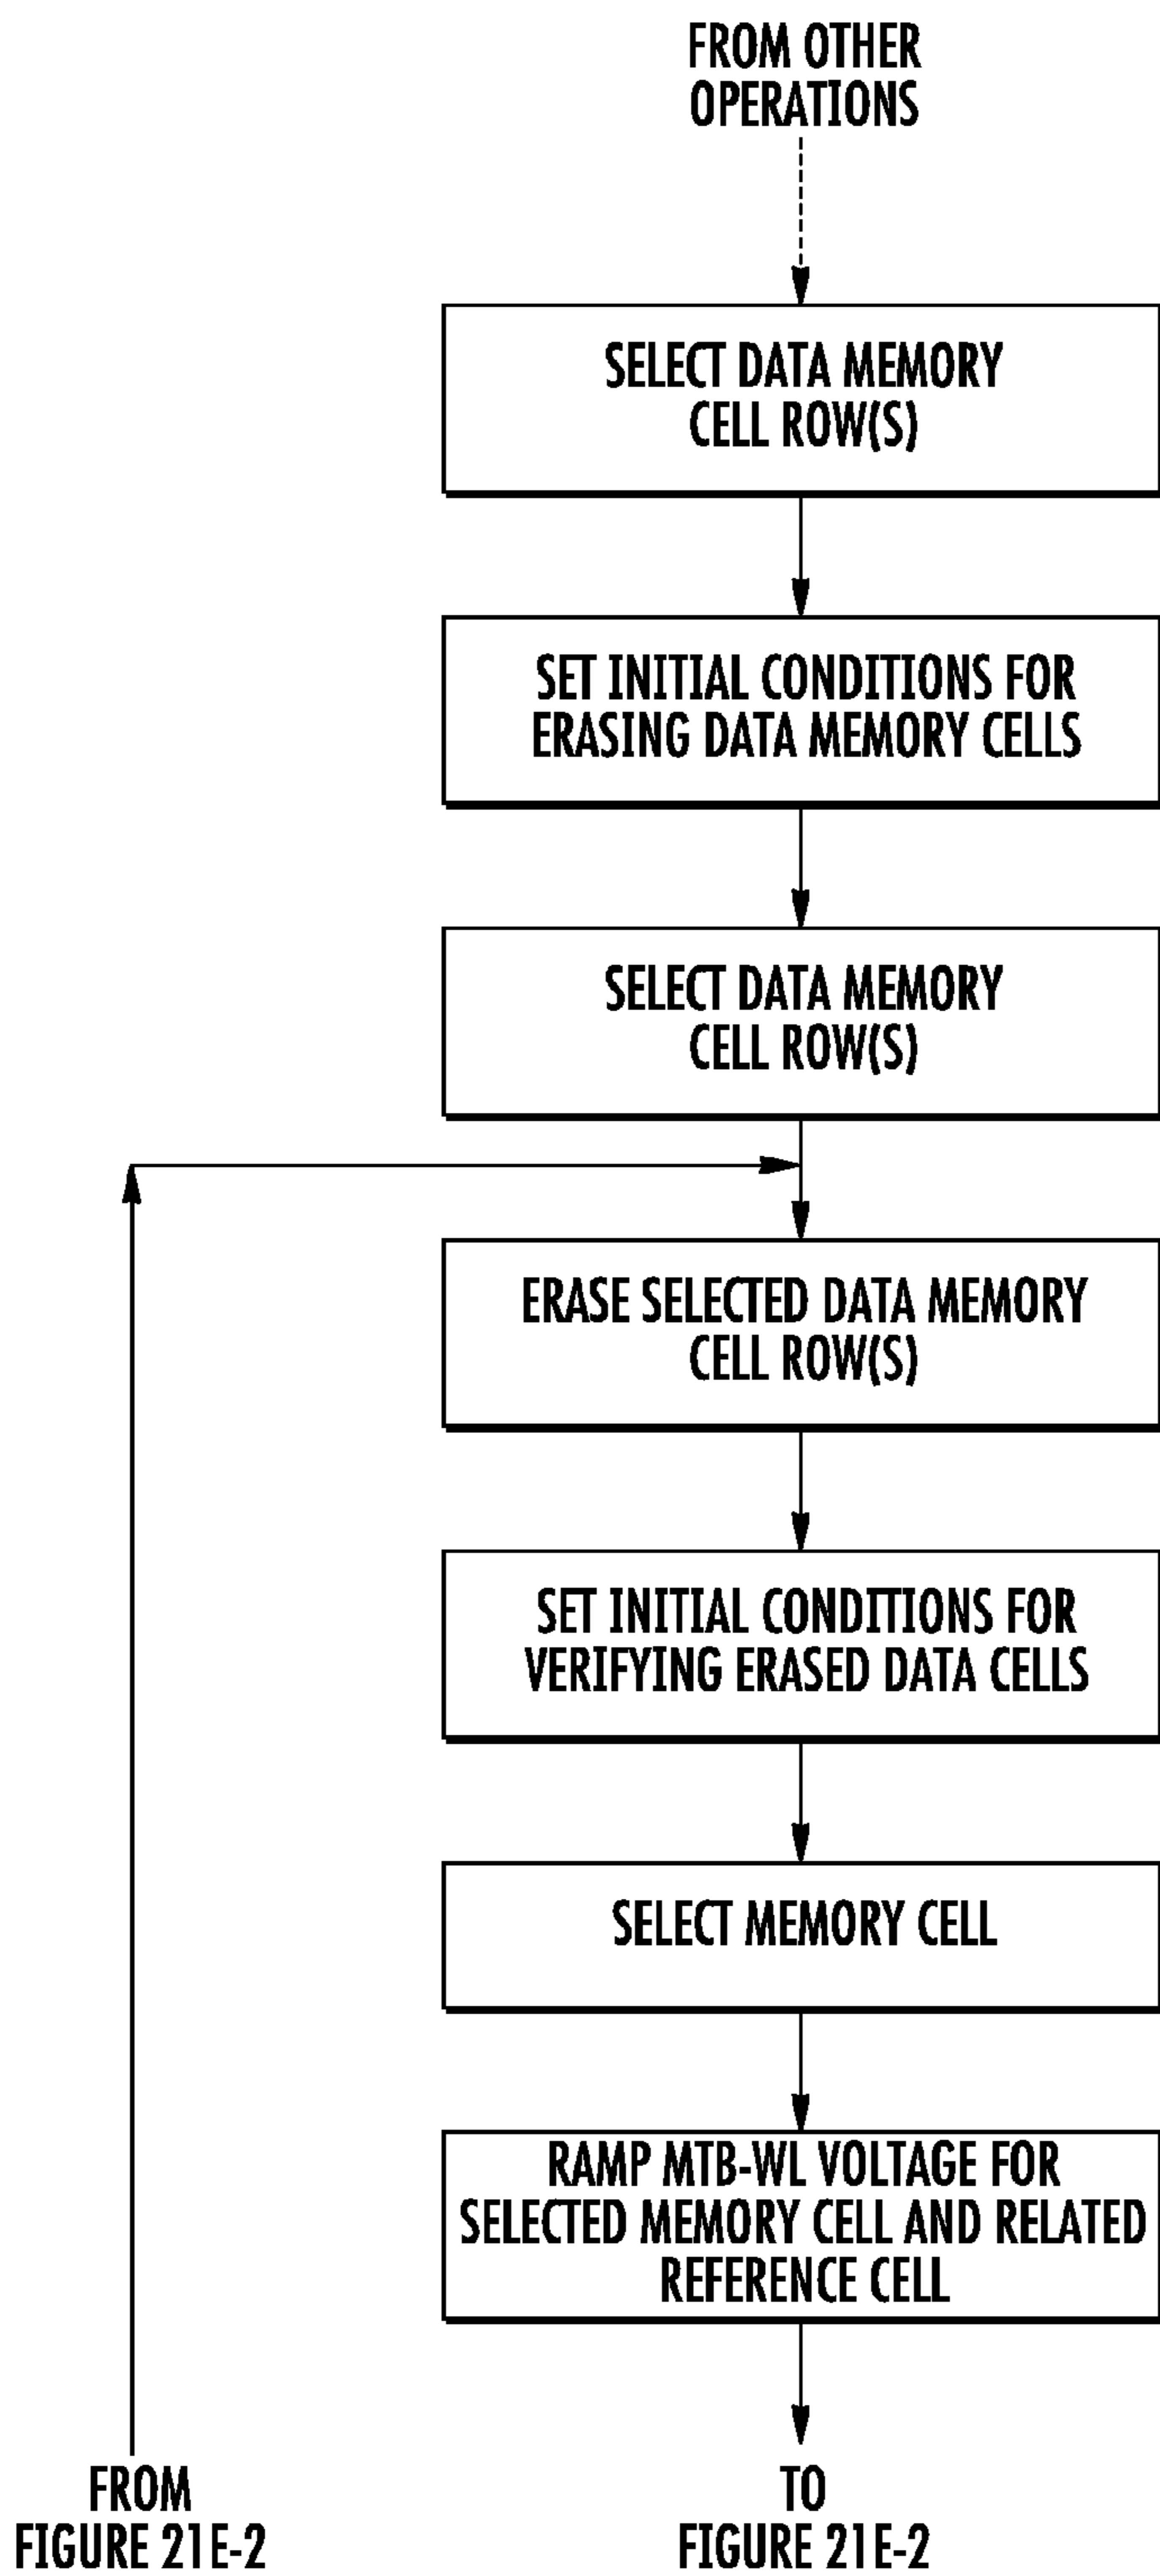 FROM OTHER
OPERATIONS
SELECT DATA MEMORY
CELL ROW(S)
SET INITIAL CONDITIONS FOR
ERASING DATA MEMORY CELLS
SELECT DATA MEMORY
CELL ROW(S)
ERASE SELECTED DATA MEMORY
CELL ROW(S)
SET INITIAL CONDITIONS FOR
VERIFYING ERASED DATA CELLS
SELECT MEMORY CELL
RAMP MTB-WL VOLTAGE FOR
SELECTED MEMORY CELL AND RELATED
REFERENCE CELL
FROM
FIGURE 21E-2
TO
FIGURE 21E-2